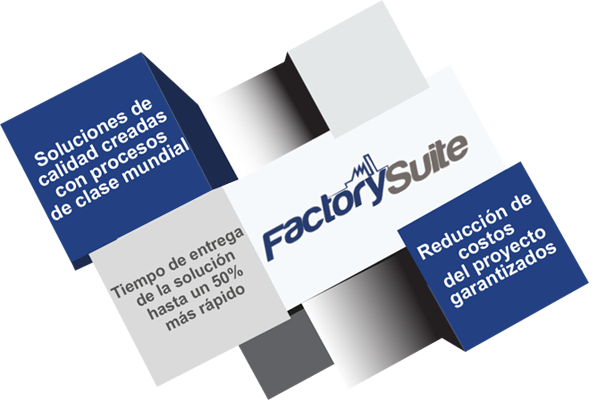 Soluciones de
calidad creadas
con procesos
de clase mundial
FactorySuite
Tiempo de entrega
de la solución
hasta un 50%
más rápido
Reducción de
costos
del proyecto
garantizados